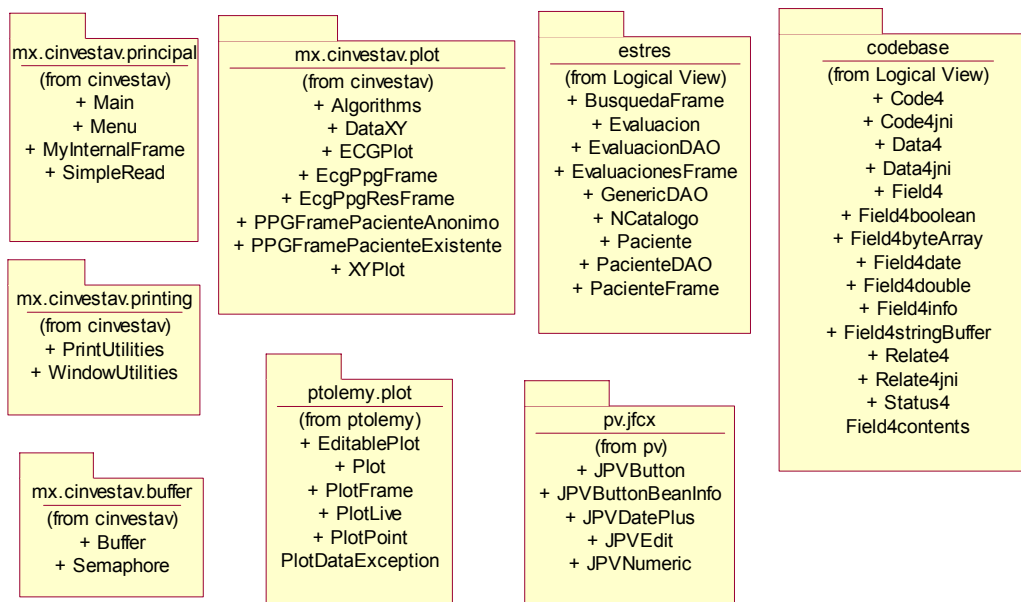 mx.cinvestav.principal
(from cinvestav)
+ Main
+ Menu
+ MyInternalFrame
+ SimpleRead
mx.cinvestav.plot
(from cinvestav)
+ Algorithms
+ DataXY
+ ECGPlot
+ EcgPpgFrame
+ EcgPpgResFrame
+ PPGFramePacienteAnonimo
+ PPGFramePacienteExistente
+ XYPlot
estres
(from Logical View)
+ BusquedaFrame
+ Evaluacion
+ EvaluacionDAO
+ EvaluacionesFrame
+ GenericDAO
+ NCatalogo
+ Paciente
+ PacienteDAO
+ PacienteFrame
codebase
(from Logical View)
+ Code4
+ Code4jni
+ Data4
+ Data4jni
+ Field4
+ Field4boolean
+ Field4byteArray
+ Field4date
+ Field4double
+ Field4info
+ Field4stringBuffer
+ Relate4
+ Relate4jni
+ Status4
Field4contents
mx.cinvestav.printing
(from cinvestav)
+ PrintUtilities
+ WindowUtilities
ptolemy.plot
(from ptolemy)
+ EditablePlot
+ Plot
+ PlotFrame
+ PlotLive
+ PlotPoint
PlotDataException
pv.jfcx
(from pv)
+ JPVButton
+ JPVButtonBeanInfo
+ JPVDatePlus
+ JPVEdit
+ JPVNumeric
mx.cinvestav.buffer
(from cinvestav)
+ Buffer
+ Semaphore